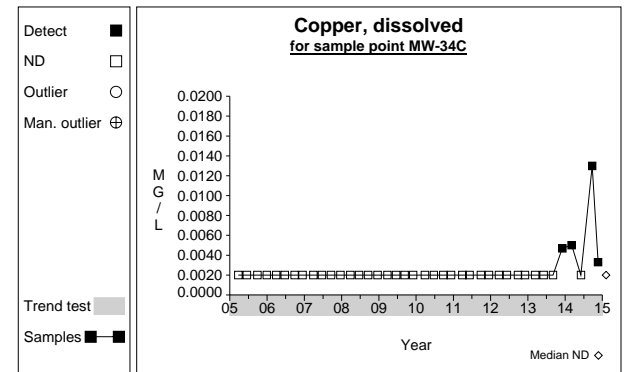 Detect
ND
Outlier
Man. outlier
Trend test
Samples
Copper, dissolved
for sample point MW-34C
0.0200
0.0180
0.0160
0.0140
0.0120
0.0100
0.0080
0.0060
0.0040
0.0020
0.0000
M
G
/
L
05 06 07 08 09 10 11 12 13 14 15
Year
Median ND